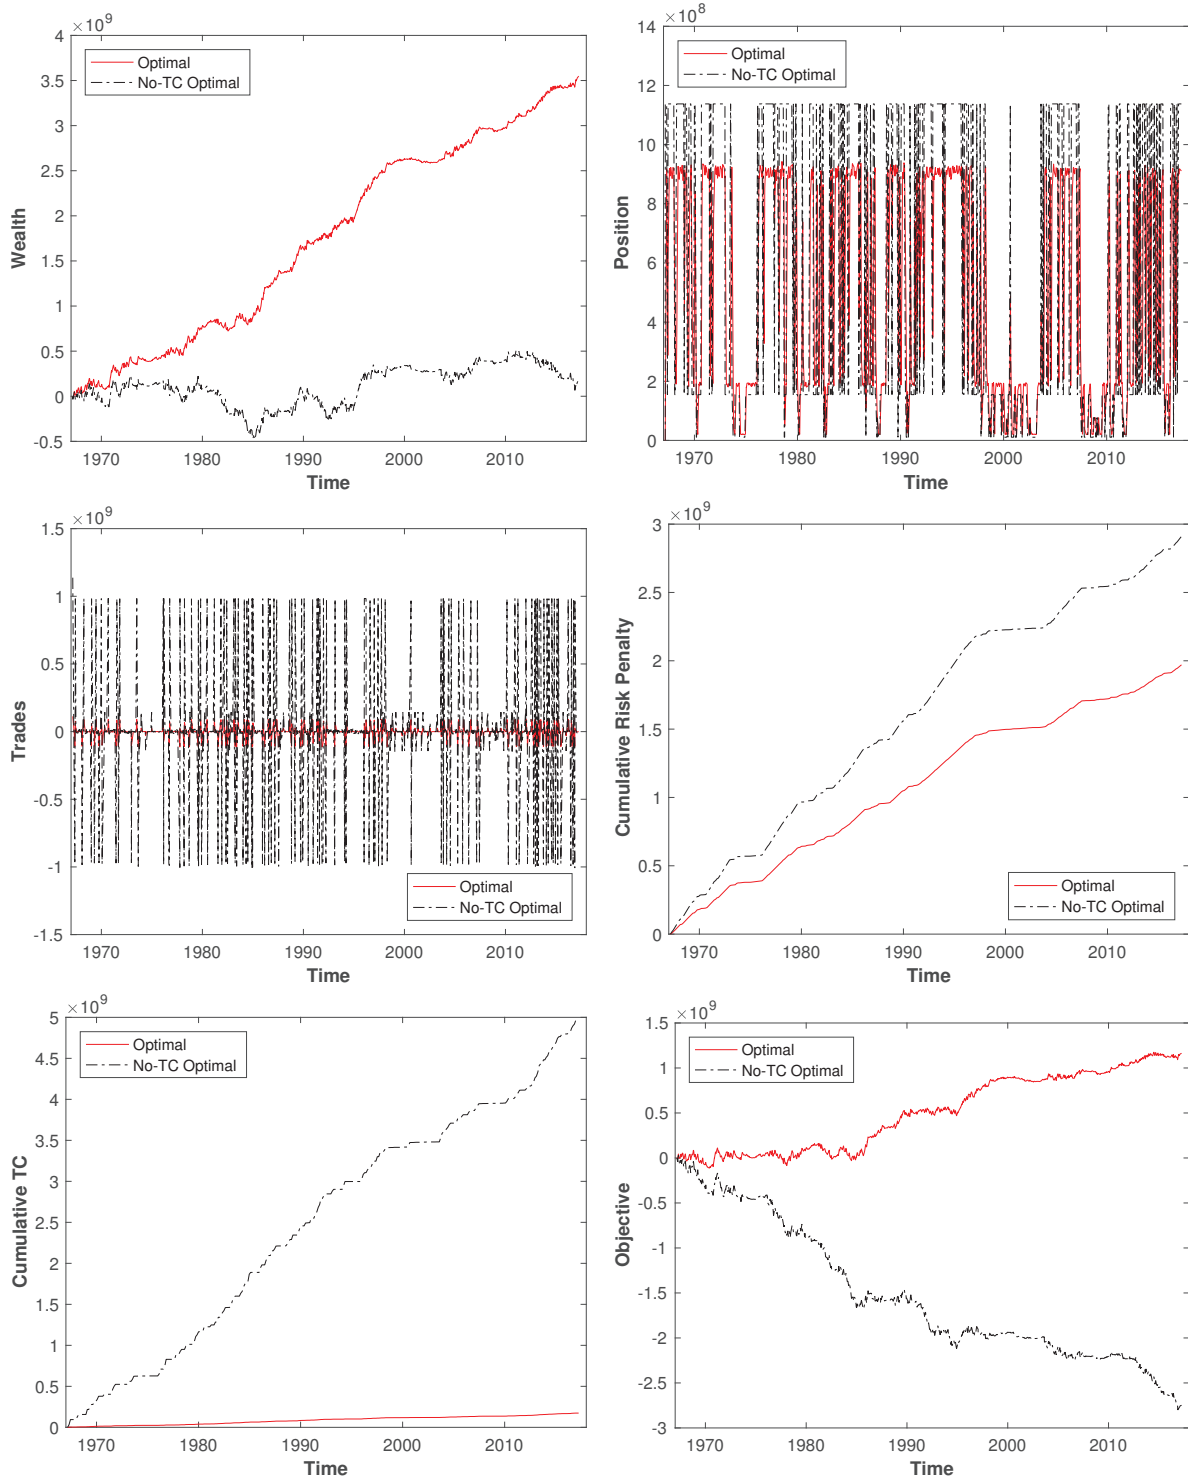 ×10^9
4
3.5
3
2.5
2
1.5
1
0.5
0
-0.5
Wealth
Optimal
No-TC Optimal
1970 1980 1990 2000 2010
Time
×10^8
14
12
10
8
6
4
2
0
Position
Optimal
No-TC Optimal
1970 1980 1990 2000 2010
Time
×10^9
1.5
1
0.5
0
-0.5
-1
-1.5
Trades
Optimal
No-TC Optimal
1970 1980 1990 2000 2010
Time
×10^9
3
2.5
2
1.5
1
0.5
0
Cumulative Risk Penalty
Optimal
No-TC Optimal
1970 1980 1990 2000 2010
Time
×10^9
5
4.5
4
3.5
3
2.5
2
1.5
1
0.5
0
Cumulative TC
Optimal
No-TC Optimal
1970 1980 1990 2000 2010
Time
×10^9
1.5
1
0.5
0
-0.5
-1
-1.5
-2
-2.5
-3
Objective
Optimal
No-TC Optimal
1970 1980 1990 2000 2010
Time